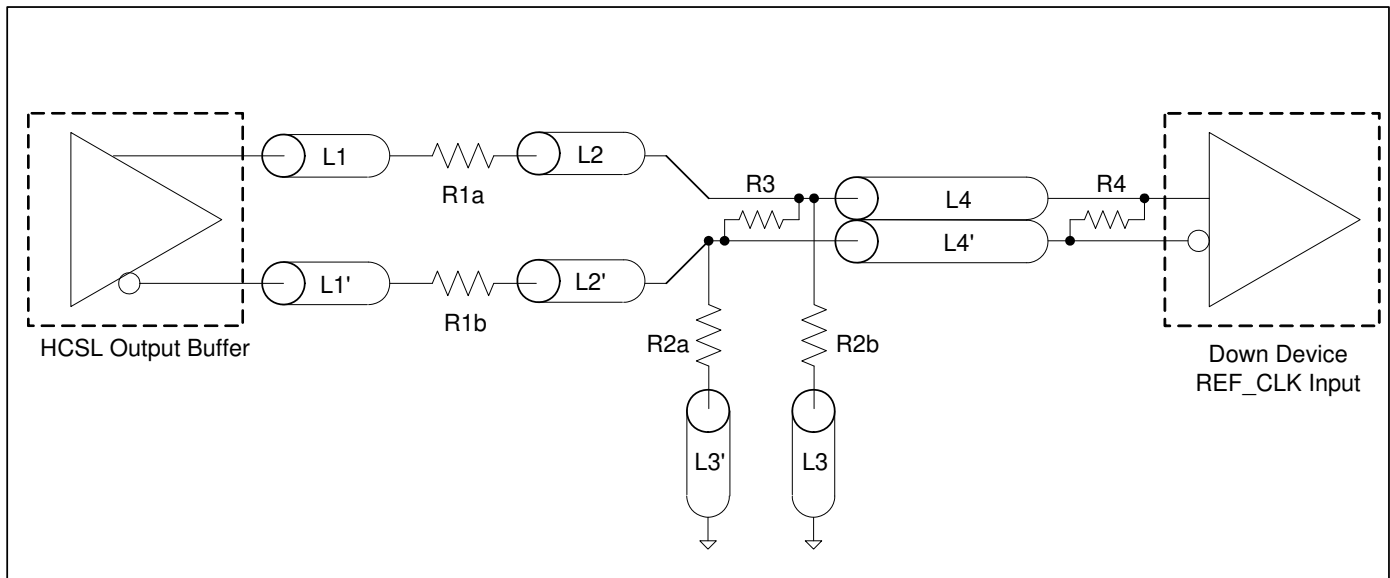 L1
R1a
L2
R3
L4
R4
L4'
L1'
R1b
L2'
HCSL Output Buffer
R2a
R2b
Down Device
REF_CLK Input
L3'
L3